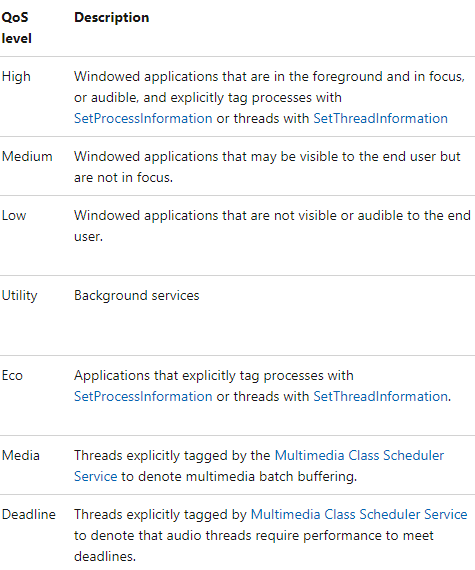 QoS level Description
High Windowed applications that are in the foreground and in focus,
or audible, and explicitly tag processes with
SetProcessInformation or threads with SetThreadInformation
Medium Windowed applications that may be visible to the end user but
are not in focus.
Low Windowed applications that are not visible or audible to the end
user.
Utility Background services
Eco Applications that explicitly tag processes with
SetProcessInformation or threads with SetThreadInformation.
Media Threads explicitly tagged by the Multimedia Class Scheduler
Service to denote multimedia batch buffering.
Deadline Threads explicitly tagged by Multimedia Class Scheduler Service
to denote that audio threads require performance to meet
deadlines.